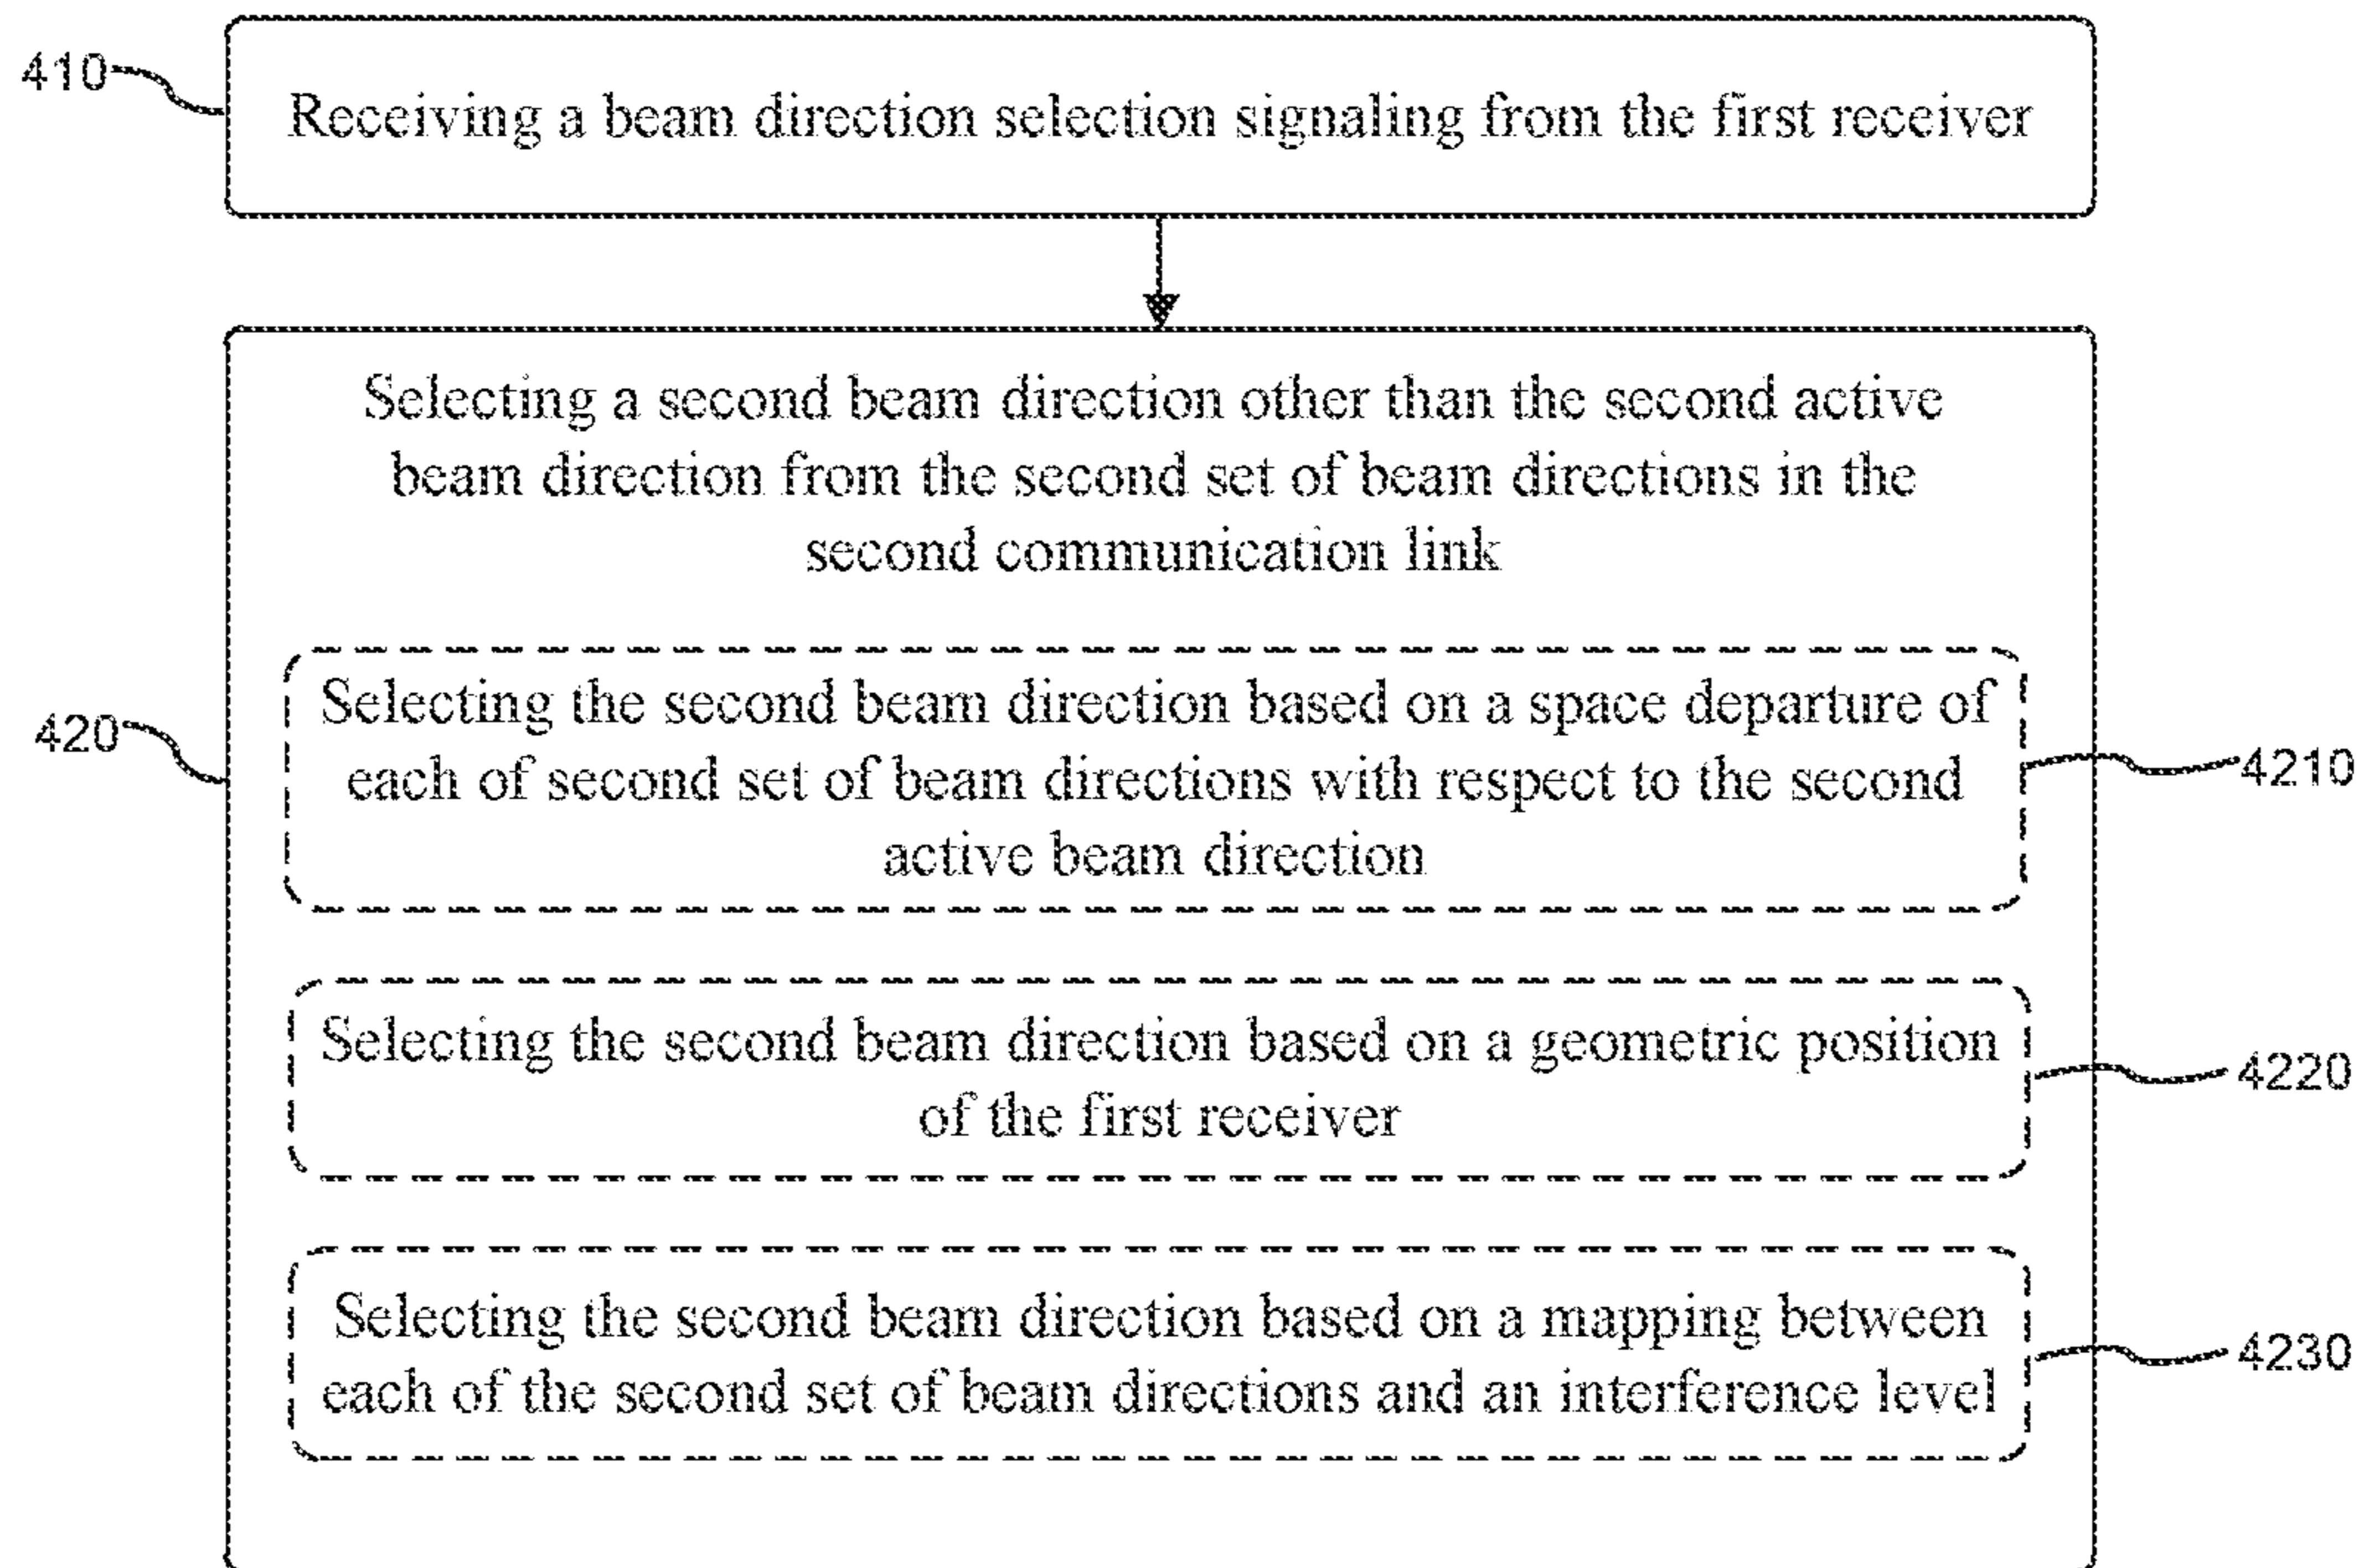 410
Receiving a beam direction selection signaling from the first receiver
Selecting a second beam direction other than the second active
beam direction from the second set of beam directions in the
second communication link
420
Selecting the second beam direction based on a space departure of
each of second set of beam directions with respect to the second
active beam direction
4210
Selecting the second beam direction based on a geometric position
of the first receiver
4220
Selecting the second beam direction based on a mapping between
each of the second set of beam directions and an interference level
4230